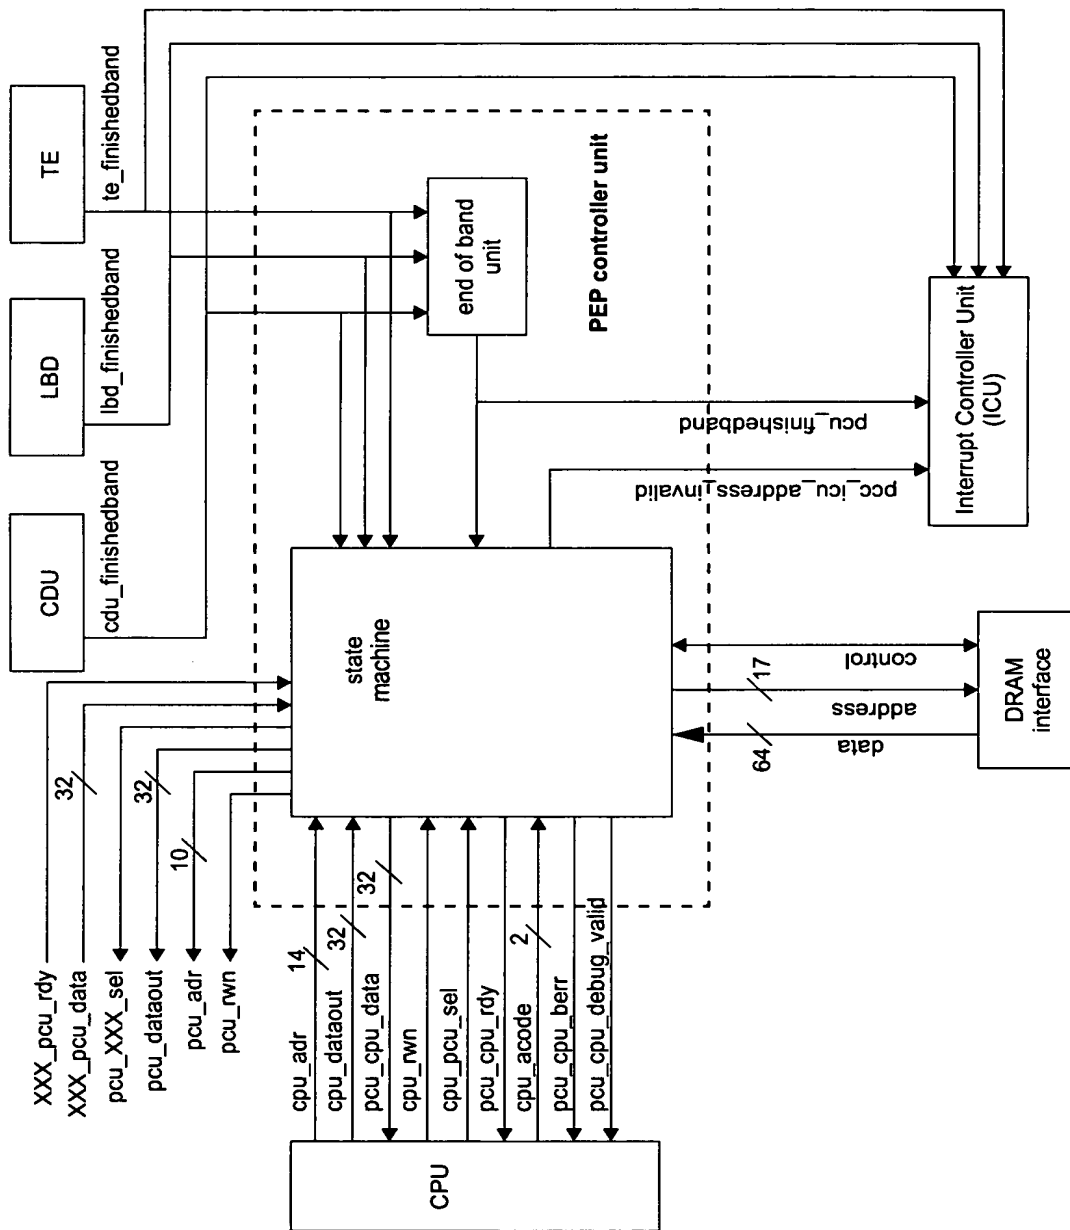 TE
te_finishedband
LBD
lbd_finishedband
CDU
cdu_finishedband
XXX_pcu_rdy
XXX_pcu_data
32
pcu_XXX_sel
pcu_dataout
32
pcu_adr
10
pcu_rwn
end of band
unit
PEP controller unit
state
machine
pcu_finishedband
pcc_icu_address_invalid
Interrupt Controller Unit
(ICU)
CPU
cpu_adr
14
cpu_dataout
32
pcu_cpu_data
32
cpu_rwn
cpu_pcu_sel
pcu_cpu_rdy
cpu_acode
2
pcu_cpu_berr
pcu_cpu_debug_valid
control
17
address
64
data
DRAM
interface